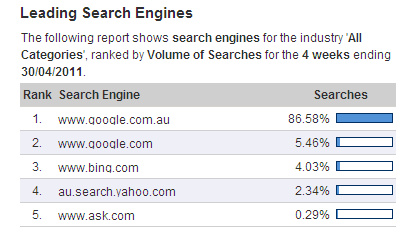 Leading Search Engines
The following report shows search engines for the industry 'All
Categories', ranked by Volume of Searches for the 4 weeks ending
30/04/2011.
Rank Search Engine Searches
1. www.google.com.au 86.58%
2. www.google.com 5.46%
3. www.bing.com 4.03%
4. au.search.yahoo.com 2.34%
5. www.ask.com 0.29%